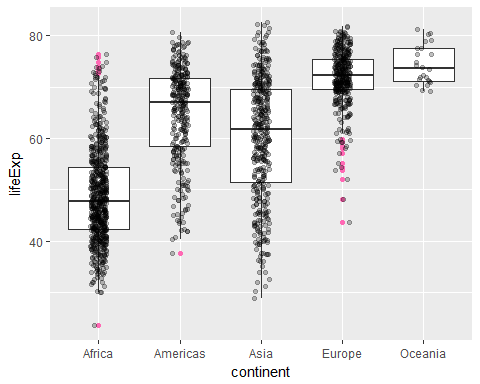 80
60
40
lifeExp
Africa Americas Asia Europe Oceania
continent